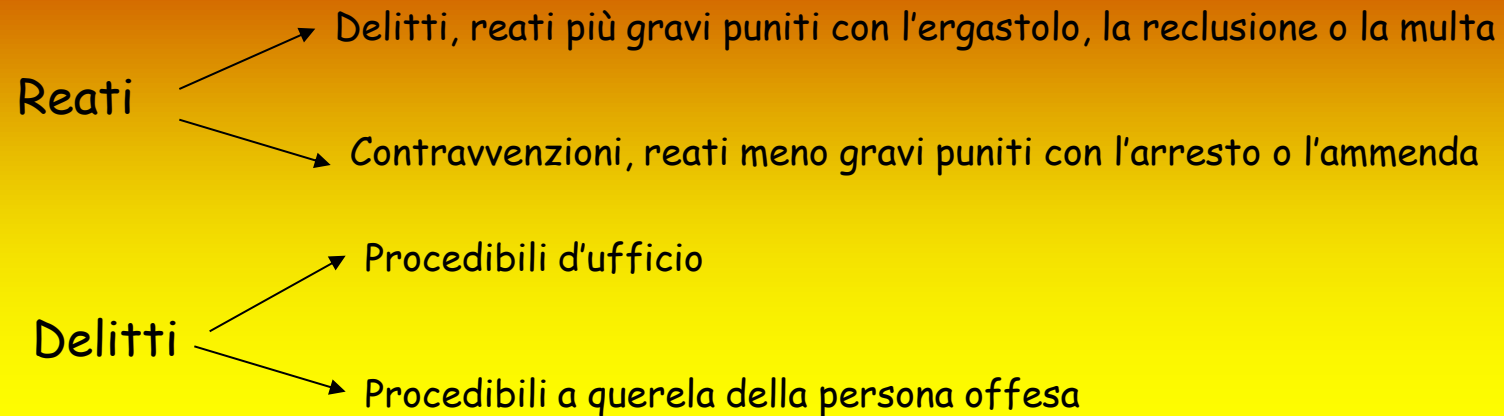 Delitti, reati più gravi puniti con l'ergastolo, la reclusione o la multa
Reati
Contravvenzioni, reati meno gravi puniti con l'arresto o l'ammenda
Procedibili d'ufficio
Delitti
Procedibili a querela della persona offesa